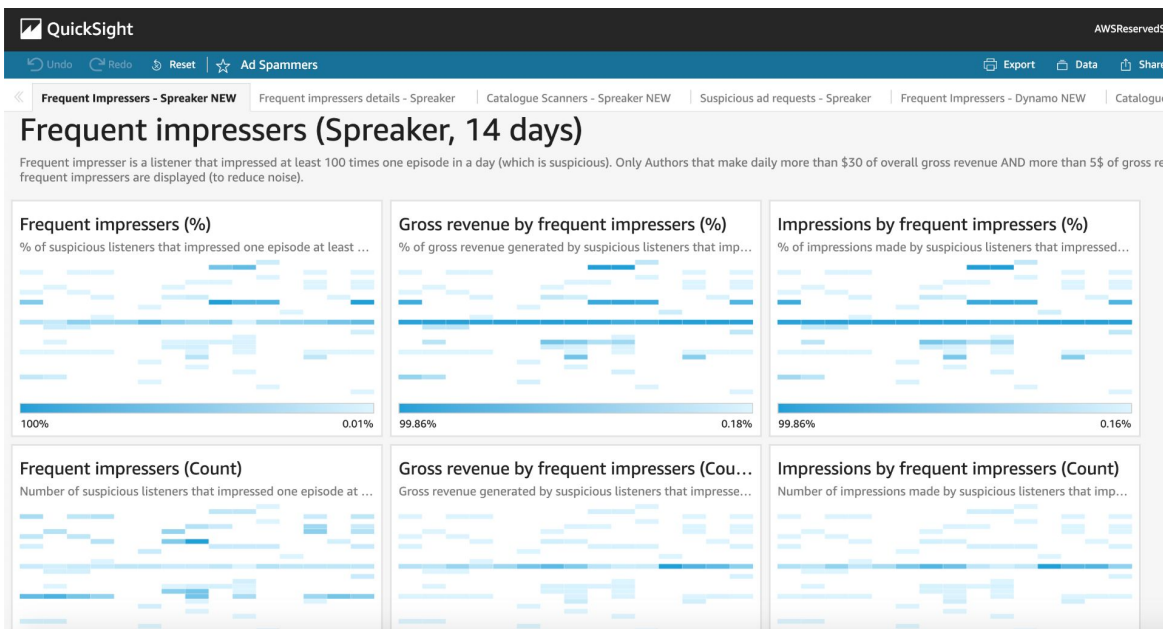 QuickSight
AWSReservedS
Undo Redo Reset Ad Spammers Export Data Share
Frequent Impressers - Spreaker NEW Frequent impressers details - Spreaker Catalogue Scanners - Spreaker NEW Suspicious ad requests - Spreaker Frequent Impressers - Dynamo NEW Catalogue
Frequent impressers (Spreaker, 14 days)
Frequent impresser is a listener that impressed at least 100 times one episode in a day (which is suspicious). Only Authors that make daily more than $30 of overall gross revenue AND more than 5$ of gross re
frequent impressers are displayed (to reduce noise).
Frequent impressers (%)
% of suspicious listeners that impressed one episode at least ...
100% 0.01%
Gross revenue by frequent impressers (%)
% of gross revenue generated by suspicious listeners that imp...
99.86% 0.18%
Impressions by frequent impressers (%)
% of impressions made by suspicious listeners that impressed...
99.86% 0.16%
Frequent impressers (Count)
Number of suspicious listeners that impressed one episode at ...
Gross revenue by frequent impressers (Cou...
Gross revenue generated by suspicious listeners that impresse...
Impressions by frequent impressers (Count)
Number of impressions made by suspicious listeners that imp...